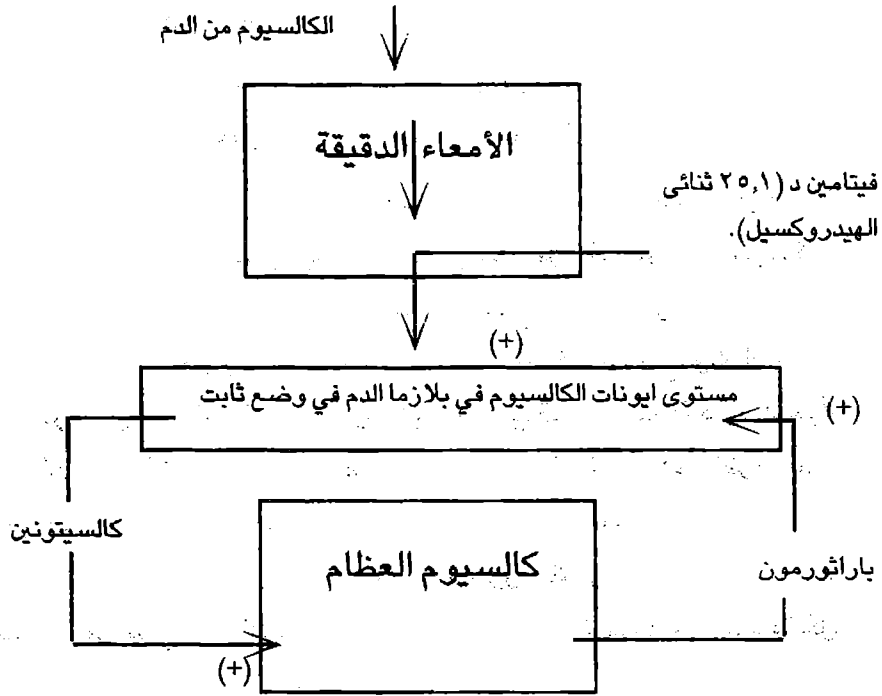 الكالسيوم من الدم
الأمعاء الدقيقة
فيتامين د (٢٥,١ ثنائى
الهيدروكسيل).
(+)
مستوى ايونات الكالسيوم في بلازما الدم في وضع ثابت
(+)
كالسيتونين
كالسيوم العظام
باراثورمون
(+)